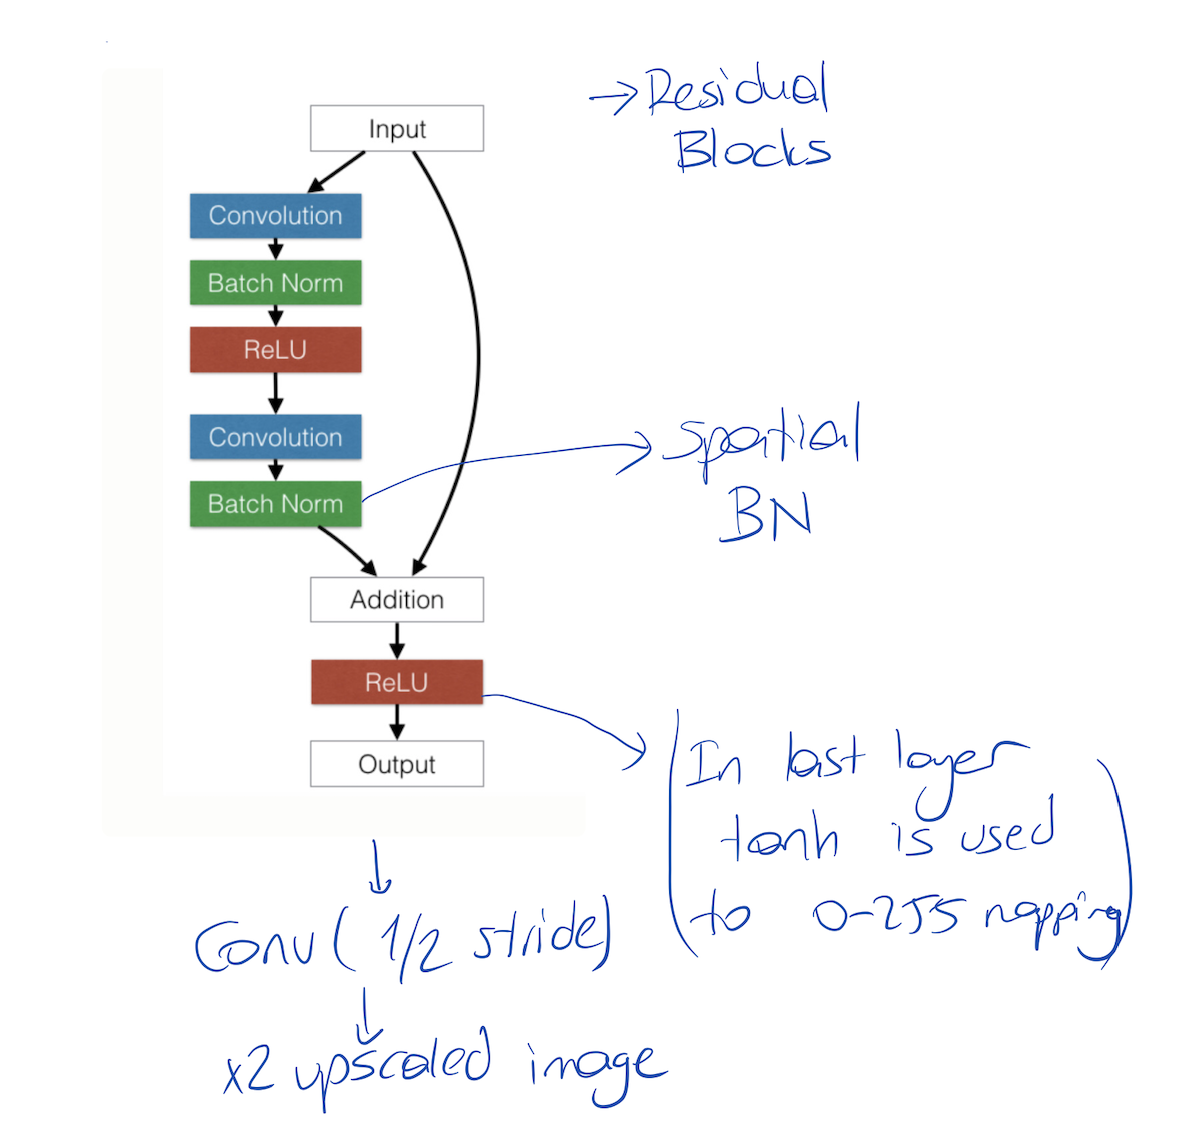 →Residual
Blocks
Input
Convolution
Batch Norm
ReLU
Convolution
Batch Norm
Spatial
BN
Addition
ReLU
Output
(In last layer
tanh is used
to 0-255 mapping)
Conv(1/2 stride)
x2 upscaled image